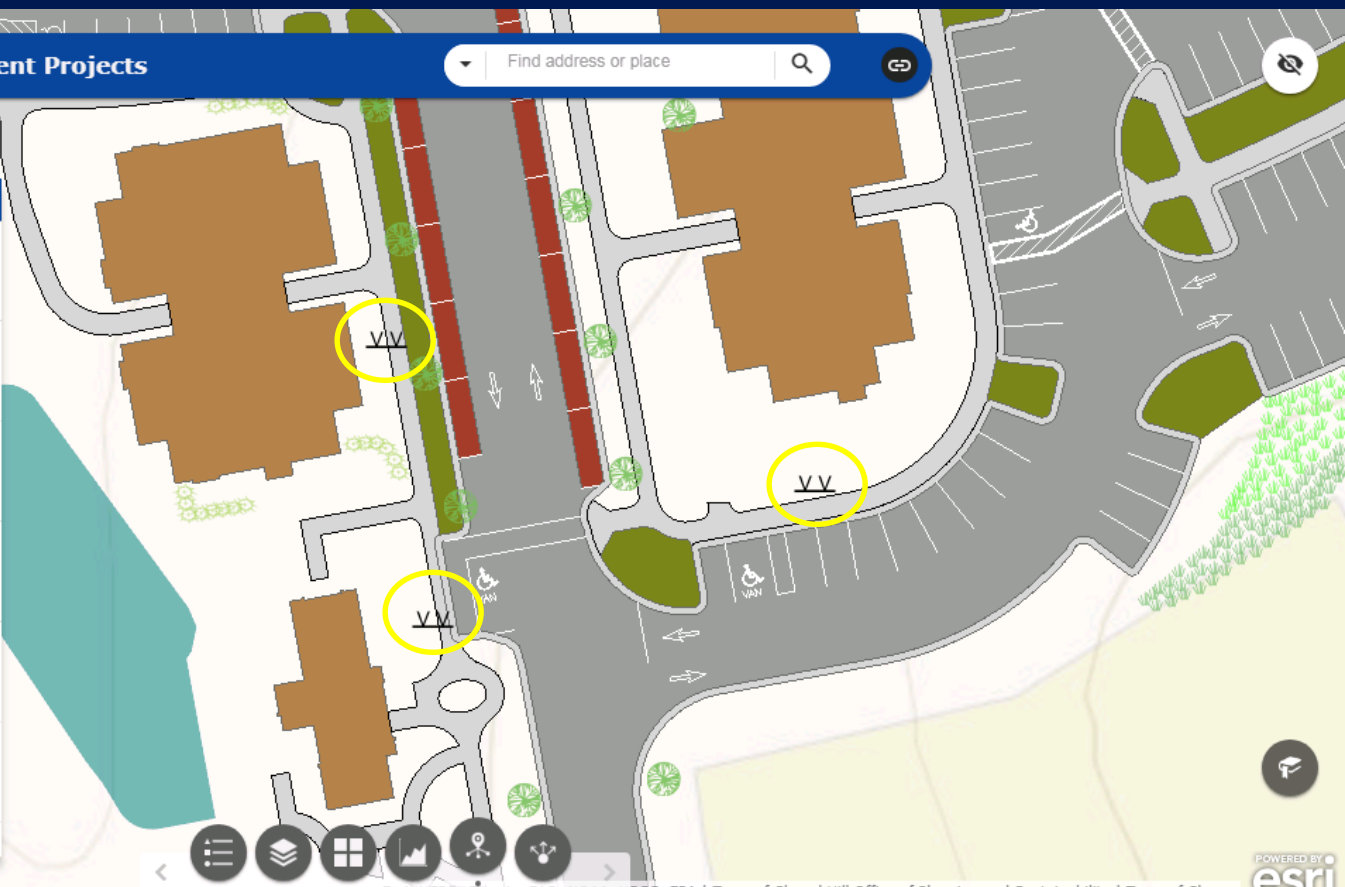 ent Projects
Find address or place
V V
V V
VAN
VAN
V V
POWERED BY
esri